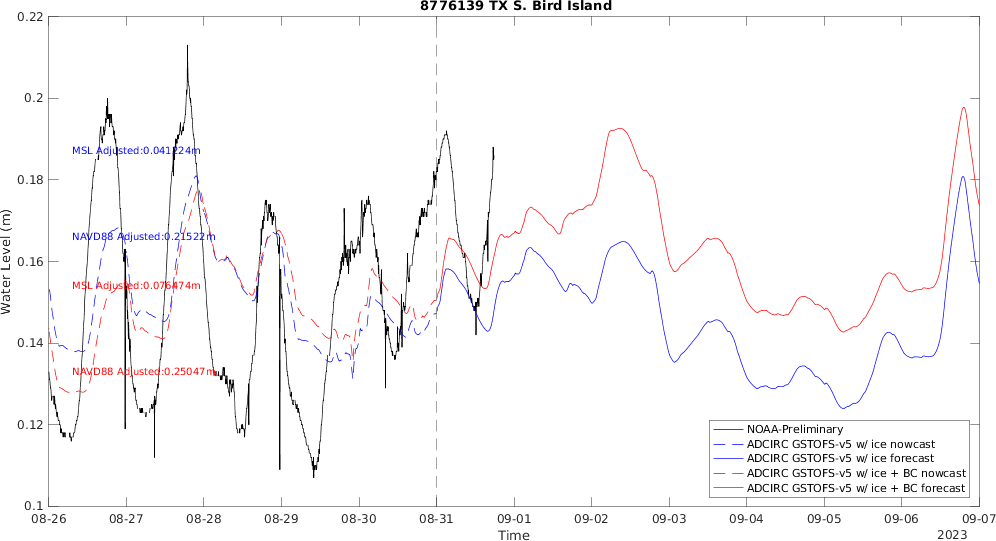 8776139 TX S. Bird Island
Water Level (m)
0.22
0.2
0.18
0.16
0.14
0.12
0.1
MSL Adjusted:0.041224m
NAVD88 Adjusted:0.21522m
MSL Adjusted:0.076474m
NAVD88 Adjusted:0.25047m
NOAA-Preliminary
ADCIRC GSTOFS-v5 w/ ice nowcast
ADCIRC GSTOFS-v5 w/ ice forecast
ADCIRC GSTOFS-v5 w/ ice + BC nowcast
ADCIRC GSTOFS-v5 w/ ice + BC forecast
08-26 08-27 08-28 08-29 08-30 08-31 09-01 09-02 09-03 09-04 09-05 09-06 09-07
Time
2023